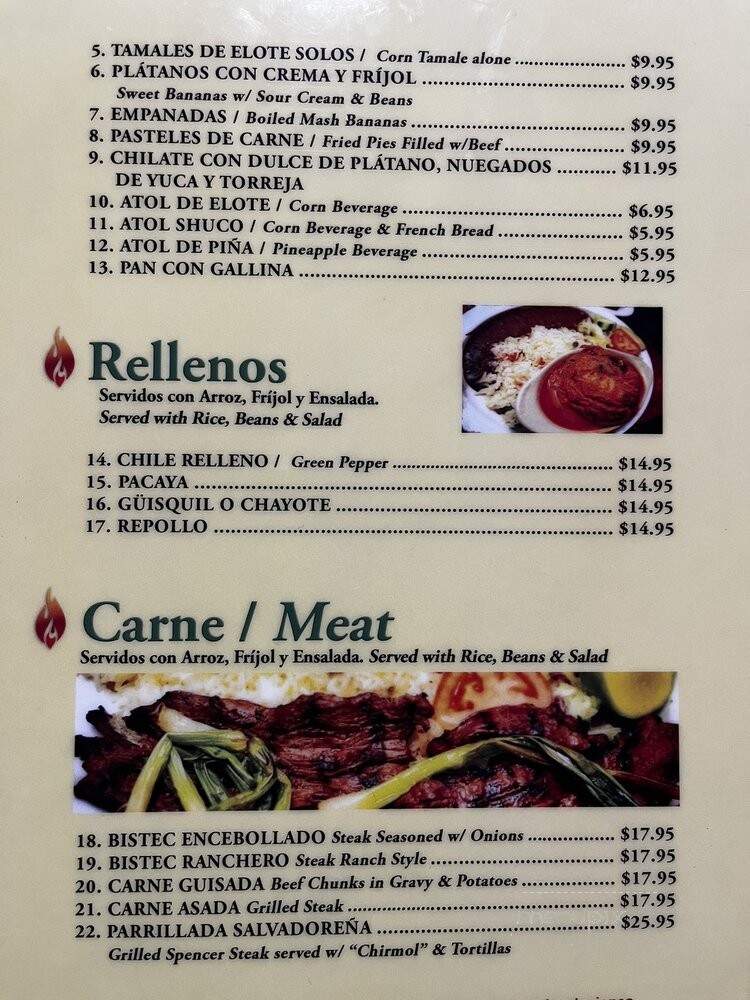 5. TAMALES DE ELOTE SOLOS / Corn Tamale alone ...................... $9.95
6. PLÁTANOS CON CREMA Y FRÍJOL ........................................ $9.95
Sweet Bananas w/ Sour Cream & Beans
7. EMPANADAS / Boiled Mash Bananas .......................................... $9.95
8. PASTELES DE CARNE / Fried Pies Filled w/Beef ........................ $9.95
9. CHILATE CON DULCE DE PLÁTANO, NUEGADOS ........... $11.95
DE YUCA Y TORREJA
10. ATOL DE ELOTE / Corn Beverage ........................................... $6.95
11. ATOL SHUCO / Corn Beverage & French Bread ........................ $5.95
12. ATOL DE PIÑA / Pineapple Beverage ....................................... $5.95
13. PAN CON GALLINA ............................................................ $12.95
Rellenos
Servidos con Arroz, Fríjol y Ensalada.
Served with Rice, Beans & Salad
14. CHILE RELLENO / Green Pepper ............................................ $14.95
15. PACAYA ................................................................................ $14.95
16. GÜISQUIL O CHAYOTE ..................................................... $14.95
17. REPOLLO ............................................................................. $14.95
Carne / Meat
Servidos con Arroz, Fríjol y Ensalada. Served with Rice, Beans & Salad
18. BISTEC ENCEBOLLADO Steak Seasoned w/ Onions ................ $17.95
19. BISTEC RANCHERO Steak Ranch Style ................................... $17.95
20. CARNE GUISADA Beef Chunks in Gravy & Potatoes .................. $17.95
21. CARNE ASADA Grilled Steak ................................................... $17.95
22. PARRILLADA SALVADOREÑA .............................................. $25.95
Grilled Spencer Steak served w/ “Chirmol” & Tortillas